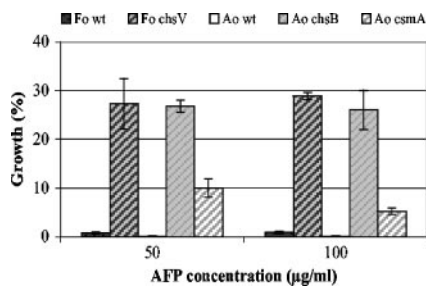 Fo wt Fo chsV Ao wt Ao chsB Ao csmA
40
30
20
10
0
Growth (%)
50 100
AFP concentration (µg/ml)